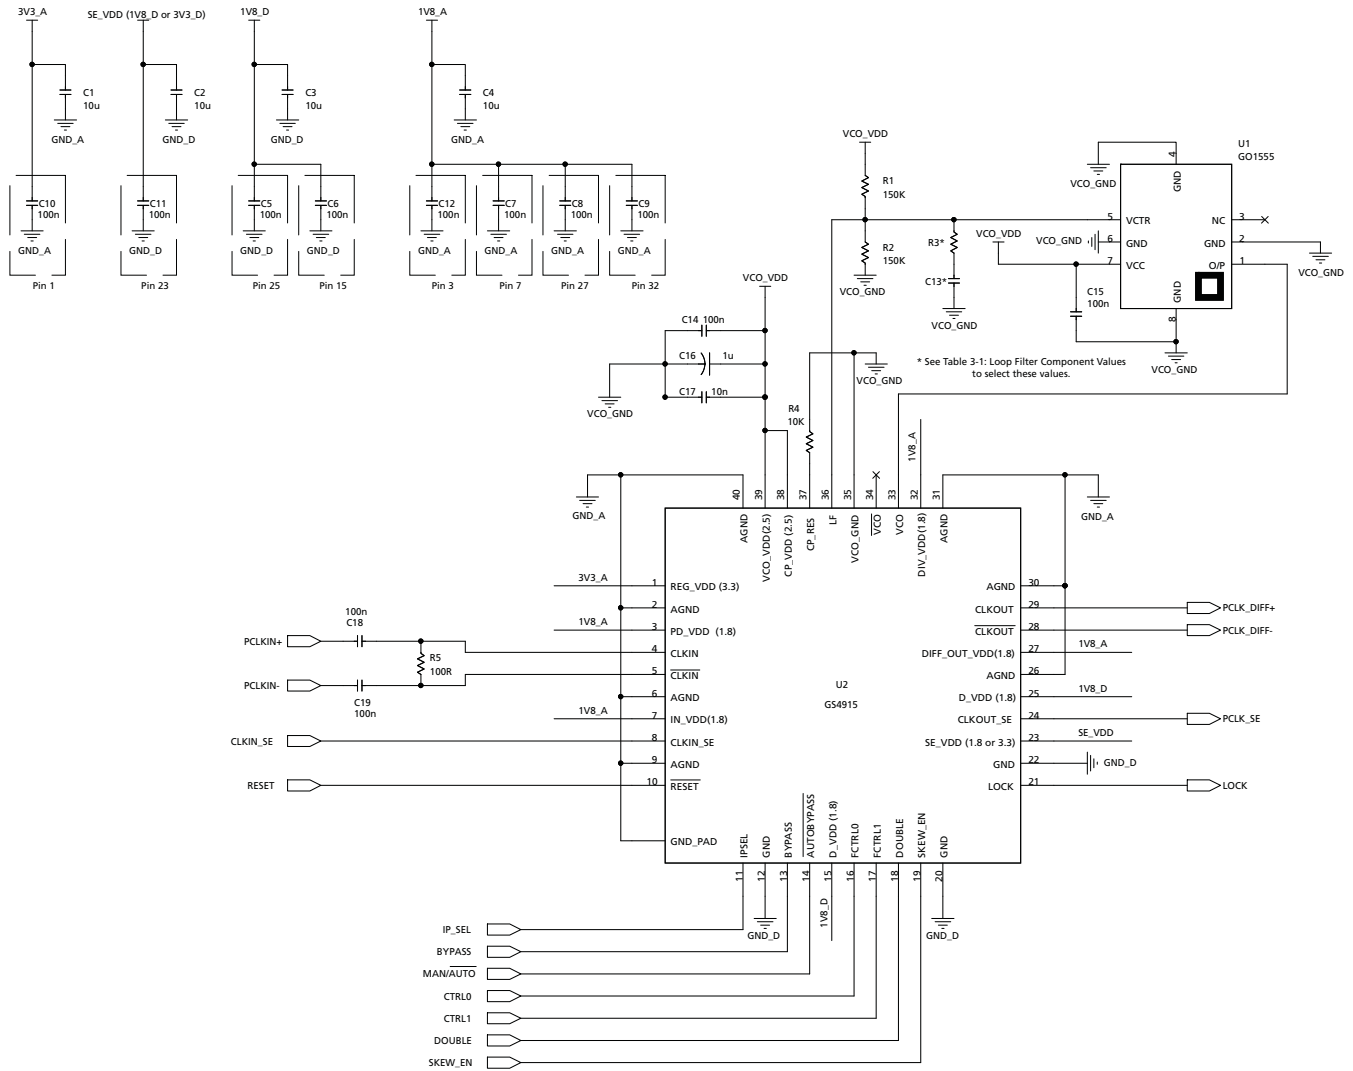 3V3_A
SE_VDD (1V8_D or 3V3_D)
1V8_D
1V8_A
C1
10u
GND_A
C2
10u
GND_D
C3
10u
GND_D
C4
10u
GND_A
C10
100n
GND_A
Pin 1
C11
100n
GND_D
Pin 23
C5
100n
GND_D
Pin 25
C6
100n
GND_D
Pin 15
C12
100n
GND_A
Pin 3
C7
100n
GND_A
Pin 7
C8
100n
GND_A
Pin 27
C9
100n
GND_A
Pin 32
VCO_VDD
R1
150K
R2
150K
VCO_GND
R3*
C13*
VCO_GND
VCO_VDD
VCO_GND
VCO_GND
C15
100n
U1
GO1555
4
GND
5
VCTR
6
GND
7
VCC
NC
3
GND
2
O/P
1
GND
8
VCO_GND
VCO_GND
* See Table 3-1: Loop Filter Component Values
to select these values.
VCO_VDD
C14 100n
C16 1u
C17 10n
VCO_GND
R4
10K
VCO_GND
1V8_A
GND_A
GND_A
40
39
38
37
36
35
34
33
32
31
AGND
VCO_VDD(2.5)
CP_VDD (2.5)
CP_RES
LF
VCO_GND
VCO
VCO
DIV_VDD(1.8)
AGND
3V3_A
1
REG_VDD (3.3)
2
AGND
1V8_A
3
PD_VDD (1.8)
4
CLKIN
5
CLKIN
6
AGND
1V8_A
7
IN_VDD(1.8)
8
CLKIN_SE
9
AGND
10
RESET
GND_PAD
PCLKIN+
100n
C18
R5
100R
PCLKIN-
C19
100n
CLKIN_SE
RESET
U2
GS4915
AGND
30
CLKOUT
29
PCLK_DIFF+
CLKOUT
28
PCLK_DIFF-
DIFF_OUT_VDD(1.8)
27
1V8_A
AGND
26
D_VDD (1.8)
25
1V8_D
CLKOUT_SE
24
PCLK_SE
SE_VDD (1.8 or 3.3)
23
SE_VDD
GND
22
GND_D
LOCK
21
LOCK
IPSEL
GND
BYPASS
AUTOBYPASS
D_VDD (1.8)
FCTRL0
FCTRL1
DOUBLE
SKEW_EN
GND
11
12
13
14
15
16
17
18
19
20
GND_D
1V8_D
GND_D
IP_SEL
BYPASS
MAN/AUTO
CTRL0
CTRL1
DOUBLE
SKEW_EN